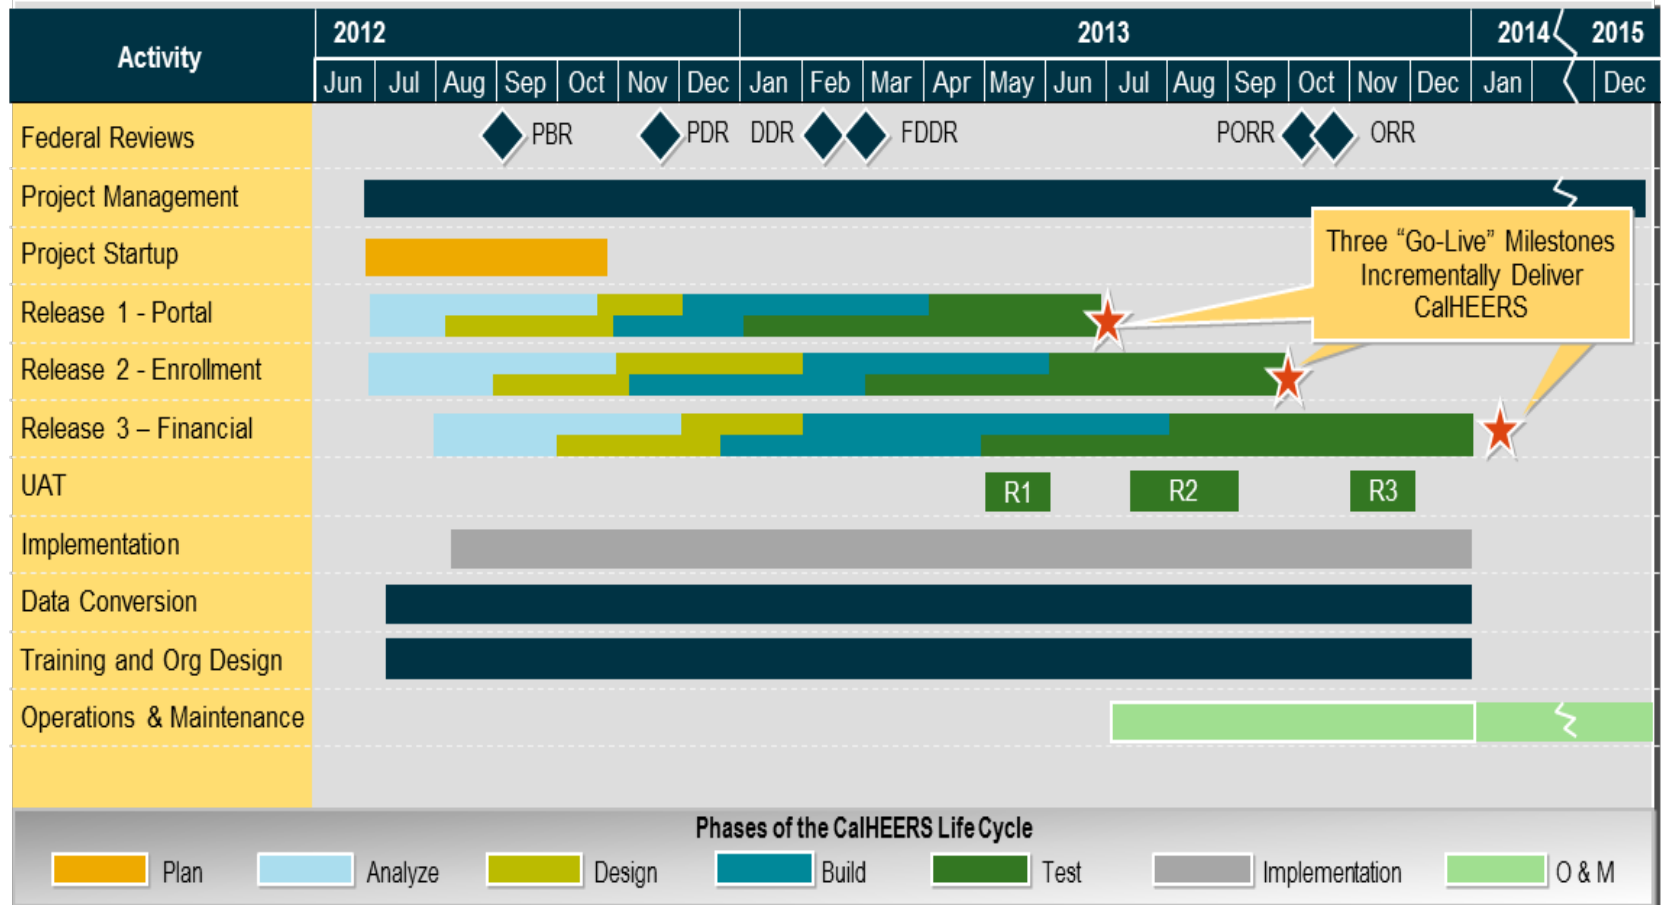 Activity
2012 2013 2014 2015
Jun Jul Aug Sep Oct Nov Dec Jan Feb Mar Apr May Jun Jul Aug Sep Oct Nov Dec Jan Dec
Federal Reviews PBR PDR DDR FDDR PORR ORR
Project Management
Project Startup
Three “Go-Live” Milestones
Incrementally Deliver
CalHEERS
Release 1 - Portal
Release 2 - Enrollment
Release 3 – Financial
UAT R1 R2 R3
Implementation
Data Conversion
Training and Org Design
Operations & Maintenance
Phases of the CalHEERS Life Cycle
Plan Analyze Design Build Test Implementation O & M